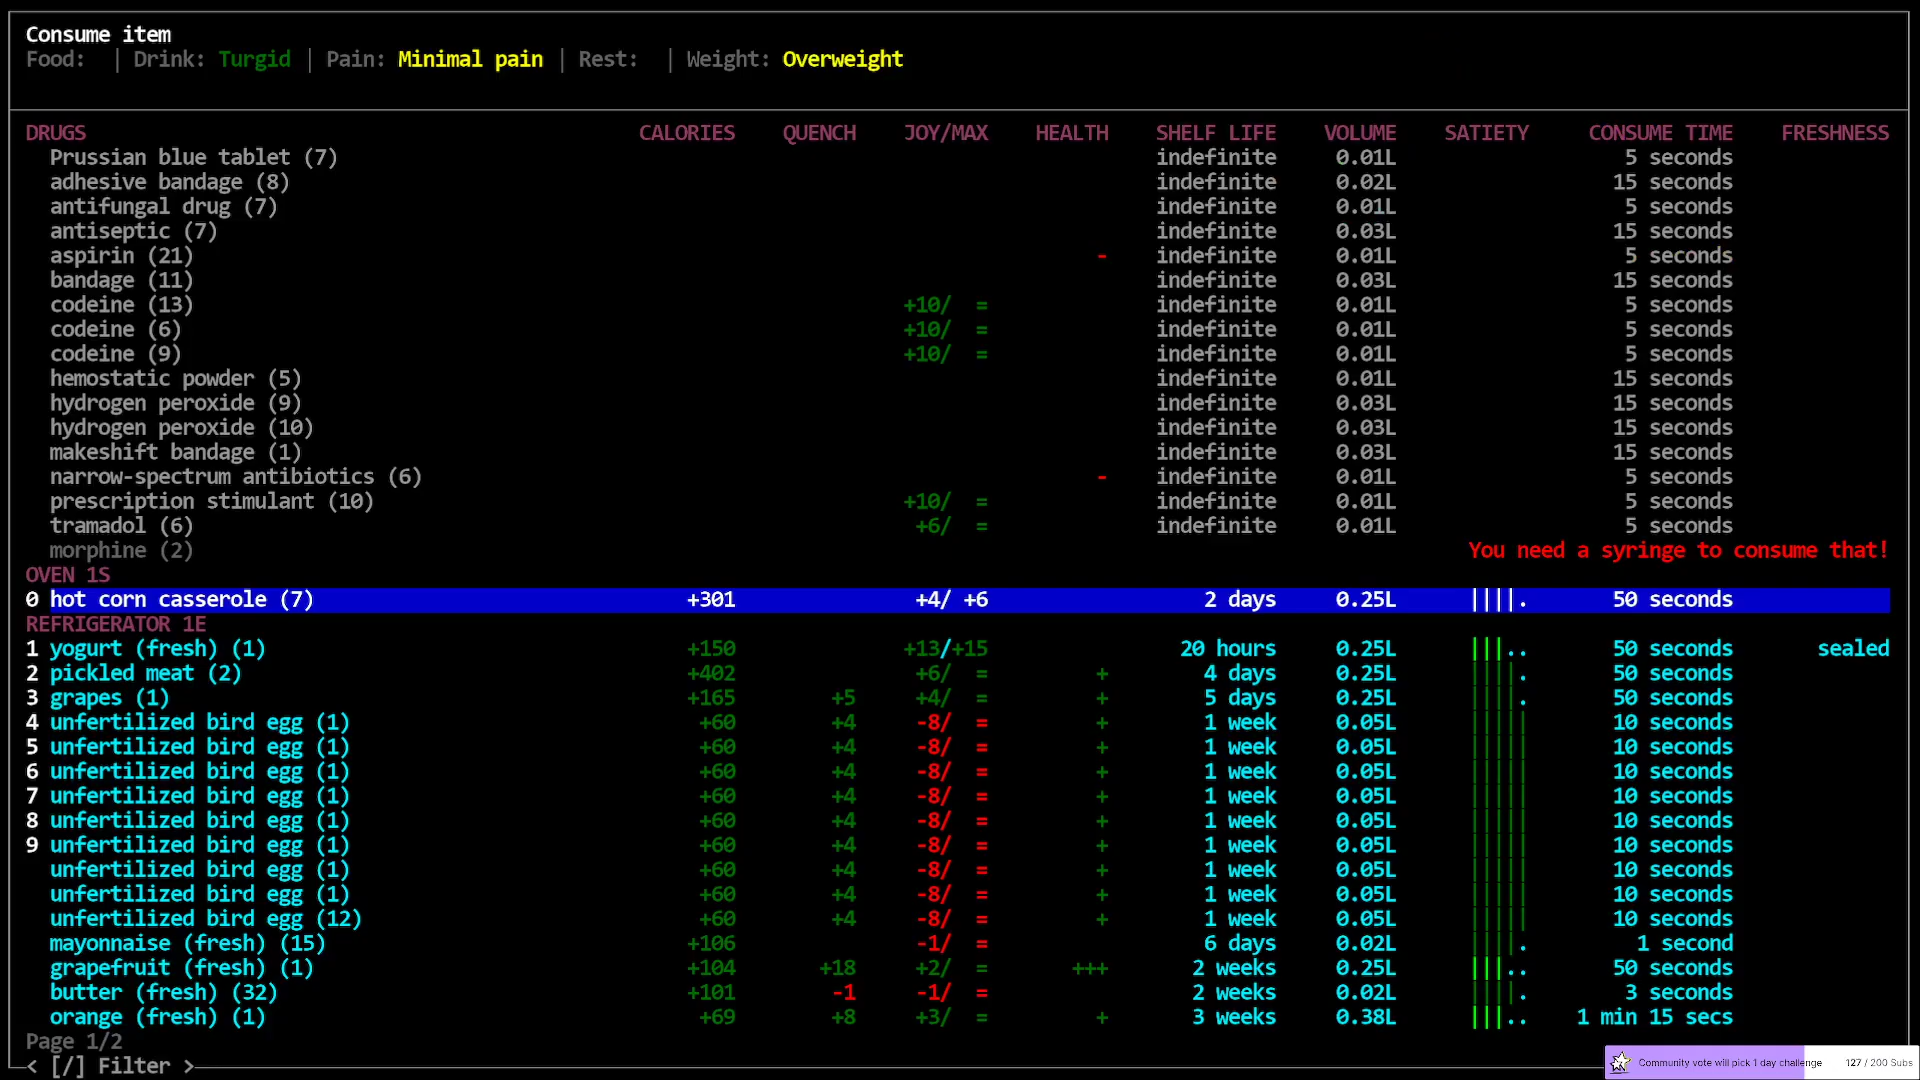 Consume item
Food: | Drink: Turgid | Pain: Minimal pain | Rest: | Weight: Overweight
DRUGS CALORIES QUENCH JOY/MAX HEALTH SHELF LIFE VOLUME SATIETY CONSUME TIME FRESHNESS
Prussian blue tablet (7) indefinite 0.01L 5 seconds
adhesive bandage (8) indefinite 0.02L 15 seconds
antifungal drug (7) indefinite 0.01L 5 seconds
antiseptic (7) indefinite 0.03L 15 seconds
aspirin (21) - indefinite 0.01L 5 seconds
bandage (11) indefinite 0.03L 15 seconds
codeine (13) +10/ = indefinite 0.01L 5 seconds
codeine (6) +10/ = indefinite 0.01L 5 seconds
codeine (9) +10/ = indefinite 0.01L 5 seconds
hemostatic powder (5) indefinite 0.01L 15 seconds
hydrogen peroxide (9) indefinite 0.03L 15 seconds
hydrogen peroxide (10) indefinite 0.03L 15 seconds
makeshift bandage (1) indefinite 0.03L 15 seconds
narrow-spectrum antibiotics (6) - indefinite 0.01L 5 seconds
prescription stimulant (10) +10/ = indefinite 0.01L 5 seconds
tramadol (6) +6/ = indefinite 0.01L 5 seconds
morphine (2) You need a syringe to consume that!
OVEN 1S
0 hot corn casserole (7) +301 +4/ +6 2 days 0.25L ||||. 50 seconds
REFRIGERATOR 1E
1 yogurt (fresh) (1) +150 +13/+15 20 hours 0.25L |||.. 50 seconds sealed
2 pickled meat (2) +402 +6/ = + 4 days 0.25L ||||. 50 seconds
3 grapes (1) +165 +5 +4/ = + 5 days 0.25L ||||. 50 seconds
4 unfertilized bird egg (1) +60 +4 -8/ = + 1 week 0.05L ||||| 10 seconds
5 unfertilized bird egg (1) +60 +4 -8/ = + 1 week 0.05L ||||| 10 seconds
6 unfertilized bird egg (1) +60 +4 -8/ = + 1 week 0.05L ||||| 10 seconds
7 unfertilized bird egg (1) +60 +4 -8/ = + 1 week 0.05L ||||| 10 seconds
8 unfertilized bird egg (1) +60 +4 -8/ = + 1 week 0.05L ||||| 10 seconds
9 unfertilized bird egg (1) +60 +4 -8/ = + 1 week 0.05L ||||| 10 seconds
unfertilized bird egg (1) +60 +4 -8/ = + 1 week 0.05L ||||| 10 seconds
unfertilized bird egg (1) +60 +4 -8/ = + 1 week 0.05L ||||| 10 seconds
unfertilized bird egg (12) +60 +4 -8/ = + 1 week 0.05L ||||| 10 seconds
mayonnaise (fresh) (15) +106 -1/ = 6 days 0.02L ||||. 1 second
grapefruit (fresh) (1) +104 +18 +2/ = +++ 2 weeks 0.25L |||.. 50 seconds
butter (fresh) (32) +101 -1 -1/ = 2 weeks 0.02L ||||. 3 seconds
orange (fresh) (1) +69 +8 +3/ = + 3 weeks 0.38L |||.. 1 min 15 secs
Page 1/2
< [/] Filter >
Community vote will pick 1 day challenge 127 / 200 Subs